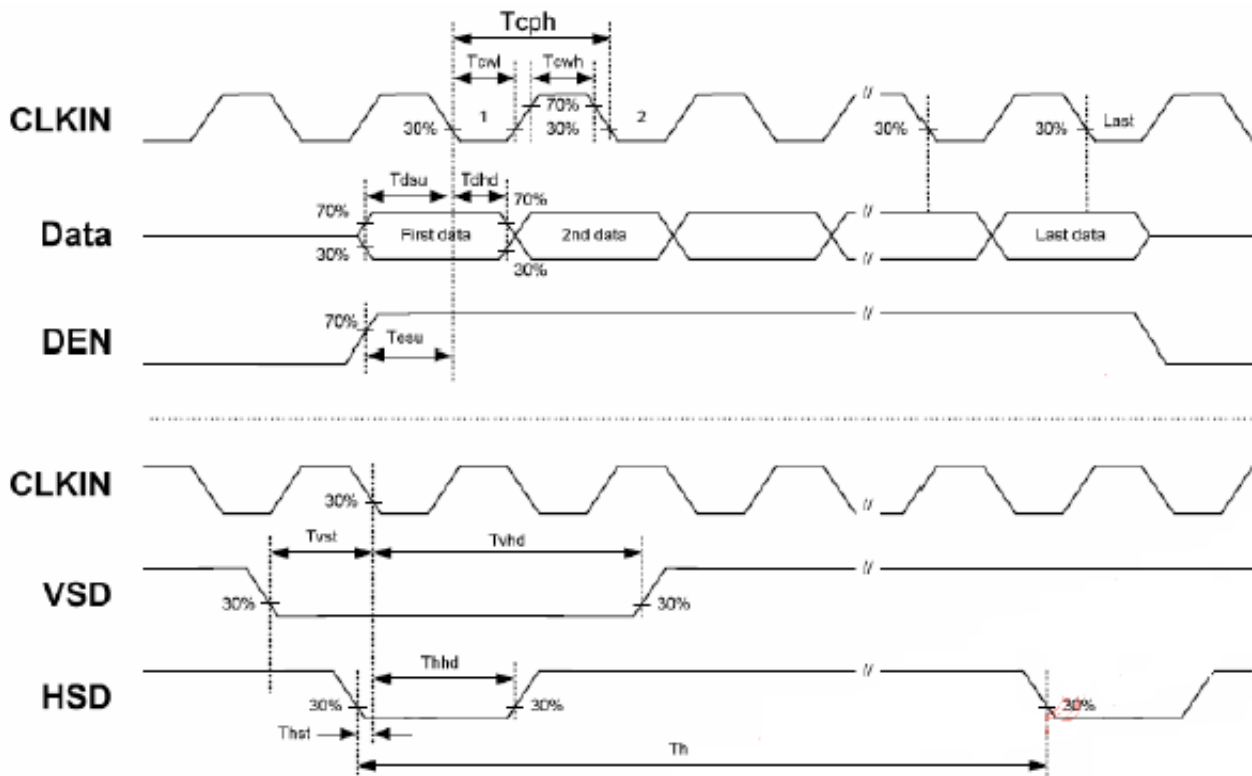 Tcph
Tcwl Tcwh
CLKIN 30% 1 70% 30% 2 // 30% 30% Last
Tdsu Tdhd
70% 70%
Data First data 2nd data // // Last data
30% 30%
DEN 70% //
Tesu
CLKIN 30% //
Tvst Tvhd
VSD 30% 30% //
Thhd
HSD 30% 30% // 30%
Thst
Th